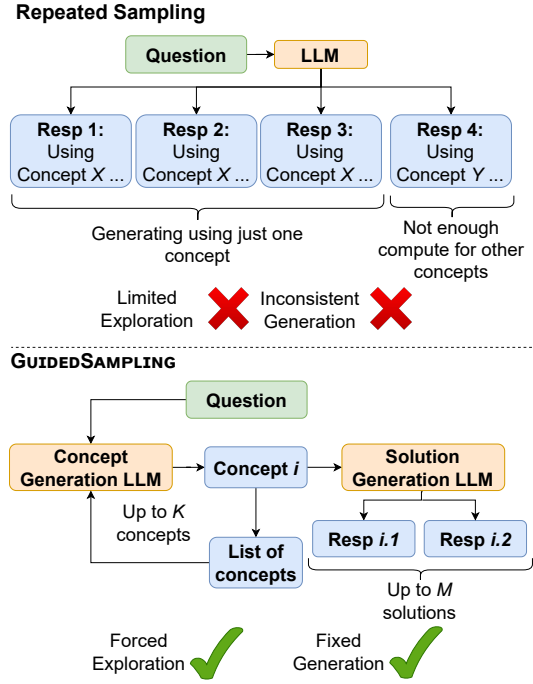 Repeated Sampling
Question
LLM
Resp 1:
Using
Concept X ...
Resp 2:
Using
Concept X ...
Resp 3:
Using
Concept X ...
Resp 4:
Using
Concept Y ...
Generating using just one
concept
Not enough
compute for other
concepts
Limited
Exploration
Inconsistent
Generation
GUIDEDSAMPLING
Question
Concept
Generation LLM
Concept i
Solution
Generation LLM
Up to K
concepts
List of
concepts
Resp i.1
Resp i.2
Up to M
solutions
Forced
Exploration
Fixed
Generation